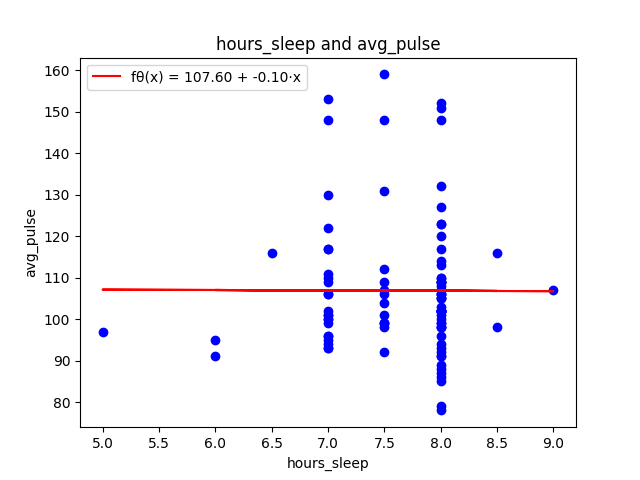 hours_sleep and avg_pulse
fθ(x) = 107.60 + -0.10·x
160
150
140
130
120
110
100
90
80
avg_pulse
5.0 5.5 6.0 6.5 7.0 7.5 8.0 8.5 9.0
hours_sleep